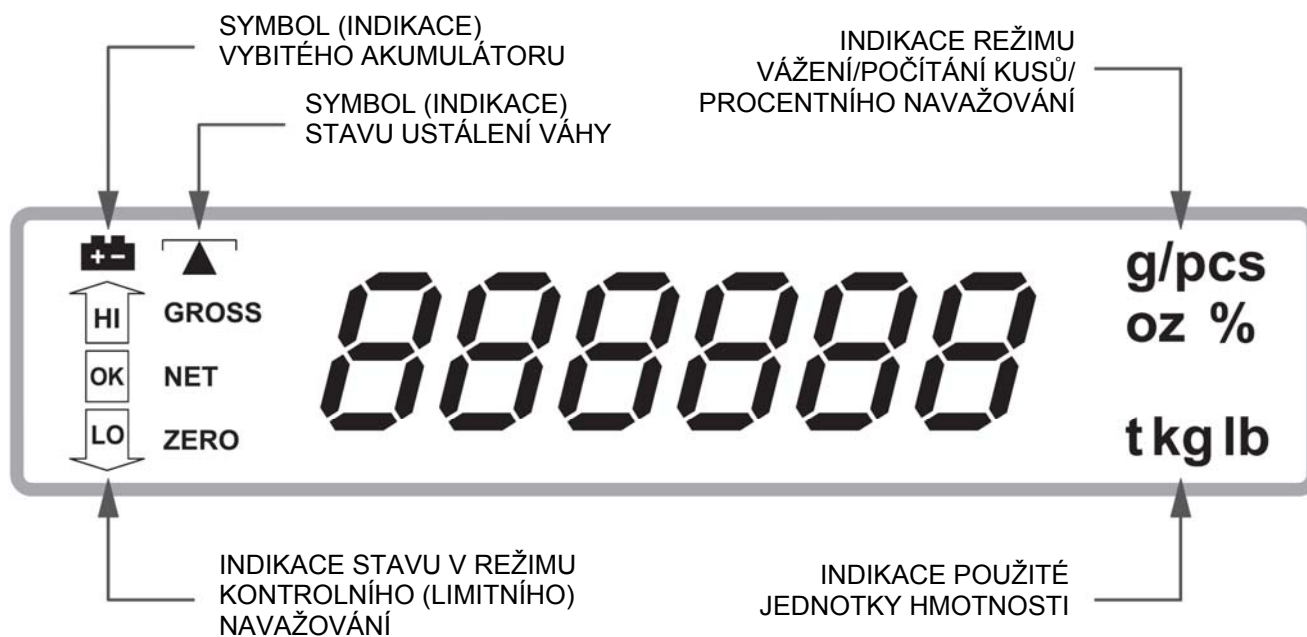 SYMBOL (INDIKACE)
VYBITÉHO AKUMULÁTORU
SYMBOL (INDIKACE)
STAVU USTÁLENÍ VÁHY
INDIKACE REŽIMU
VÁŽENÍ/POČÍTÁNÍ KUSŮ/
PROCENTNÍHO NAVAŽOVÁNÍ
+ -
HI GROSS
OK NET
LO ZERO
888888
g/pcs
oz %
t kg lb
INDIKACE STAVU V REŽIMU
KONTROLNÍHO (LIMITNÍHO)
NAVAŽOVÁNÍ
INDIKACE POUŽITÉ
JEDNOTKY HMOTNOSTI